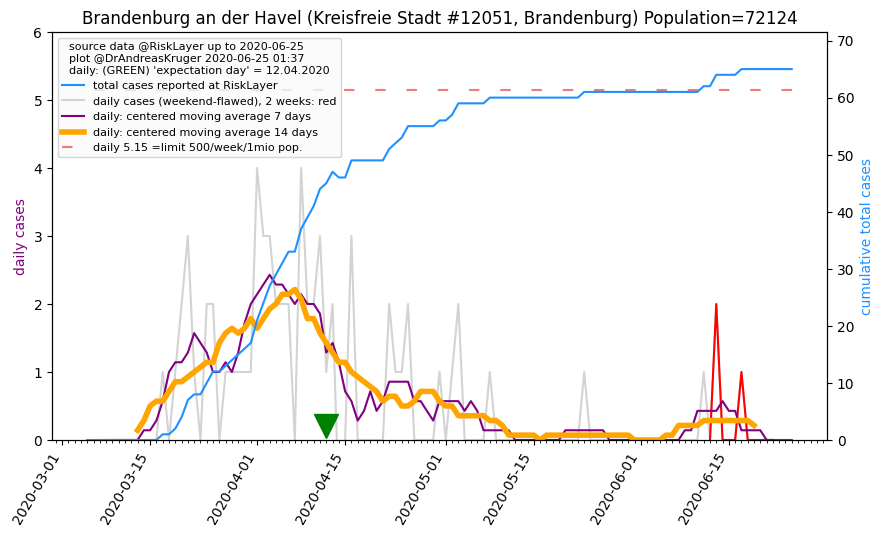 Brandenburg an der Havel (Kreisfreie Stadt #12051, Brandenburg) Population=72124
source data @RiskLayer up to 2020-06-25
plot @DrAndreasKruger 2020-06-25 01:37
daily: (GREEN) 'expectation day' = 12.04.2020
total cases reported at RiskLayer
daily cases (weekend-flawed), 2 weeks: red
daily: centered moving average 7 days
daily: centered moving average 14 days
daily 5.15 =limit 500/week/1mio pop.
daily cases
6
5
4
3
2
1
0
70
60
50
40
30
20
10
0
cumulative total cases
2020-03-01
2020-03-15
2020-04-01
2020-04-15
2020-05-01
2020-05-15
2020-06-01
2020-06-15